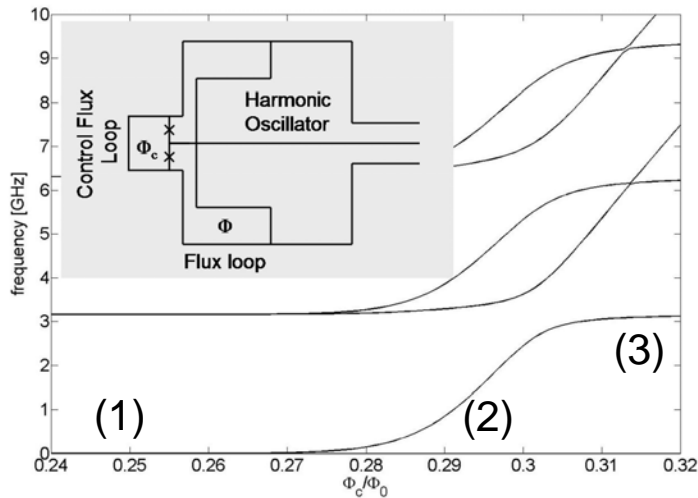 10
9
8
7
6
5
4
3
2
1
0
frequency [GHz]
Control Flux
Loop
Φc
Harmonic
Oscillator
Φ
Flux loop
(1)
(2)
(3)
0.24
0.25
0.26
0.27
0.28
0.29
0.3
0.31
0.32
Φc/Φ0